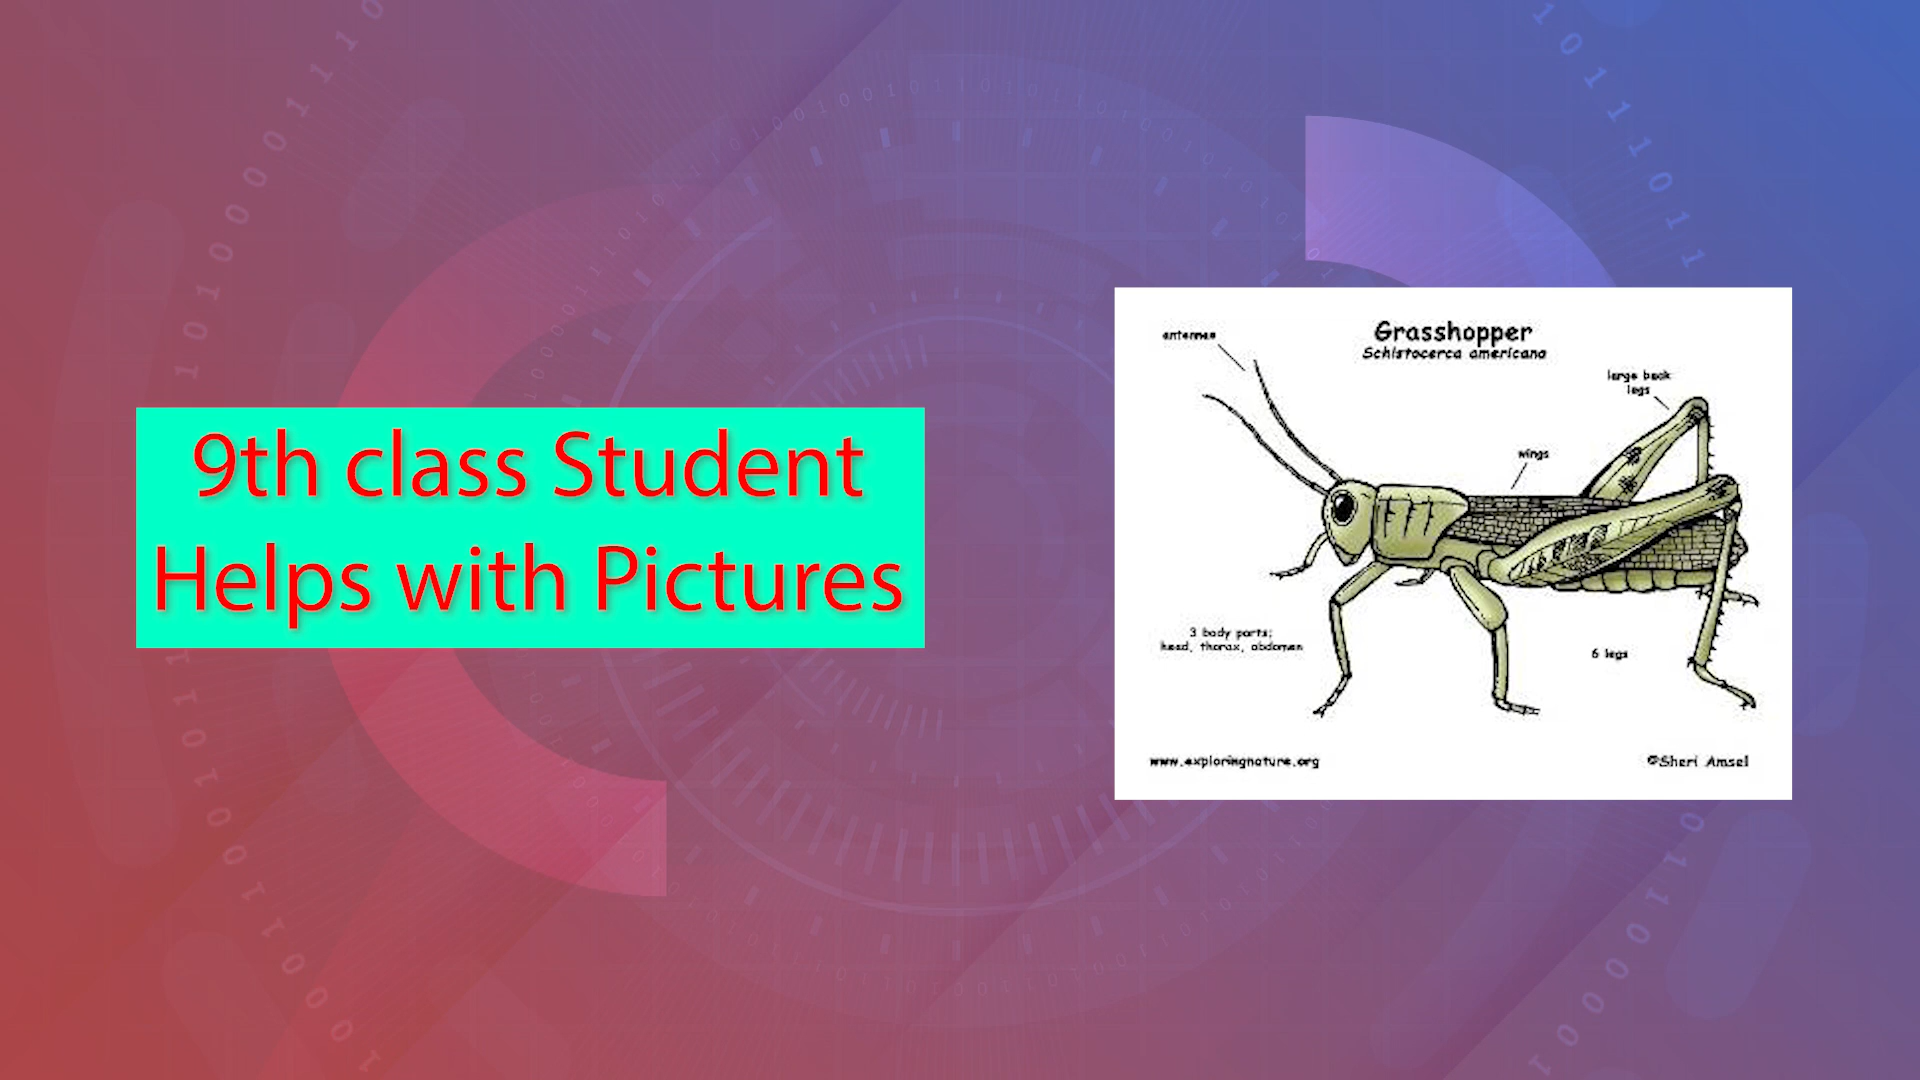 9th class Student
Helps with Pictures
antennae
Grasshopper
Schistocerca americana
large back
legs
wings
3 body parts;
head, thorax, abdomen
6 legs
www.exploringnature.org
©Sheri Amsel